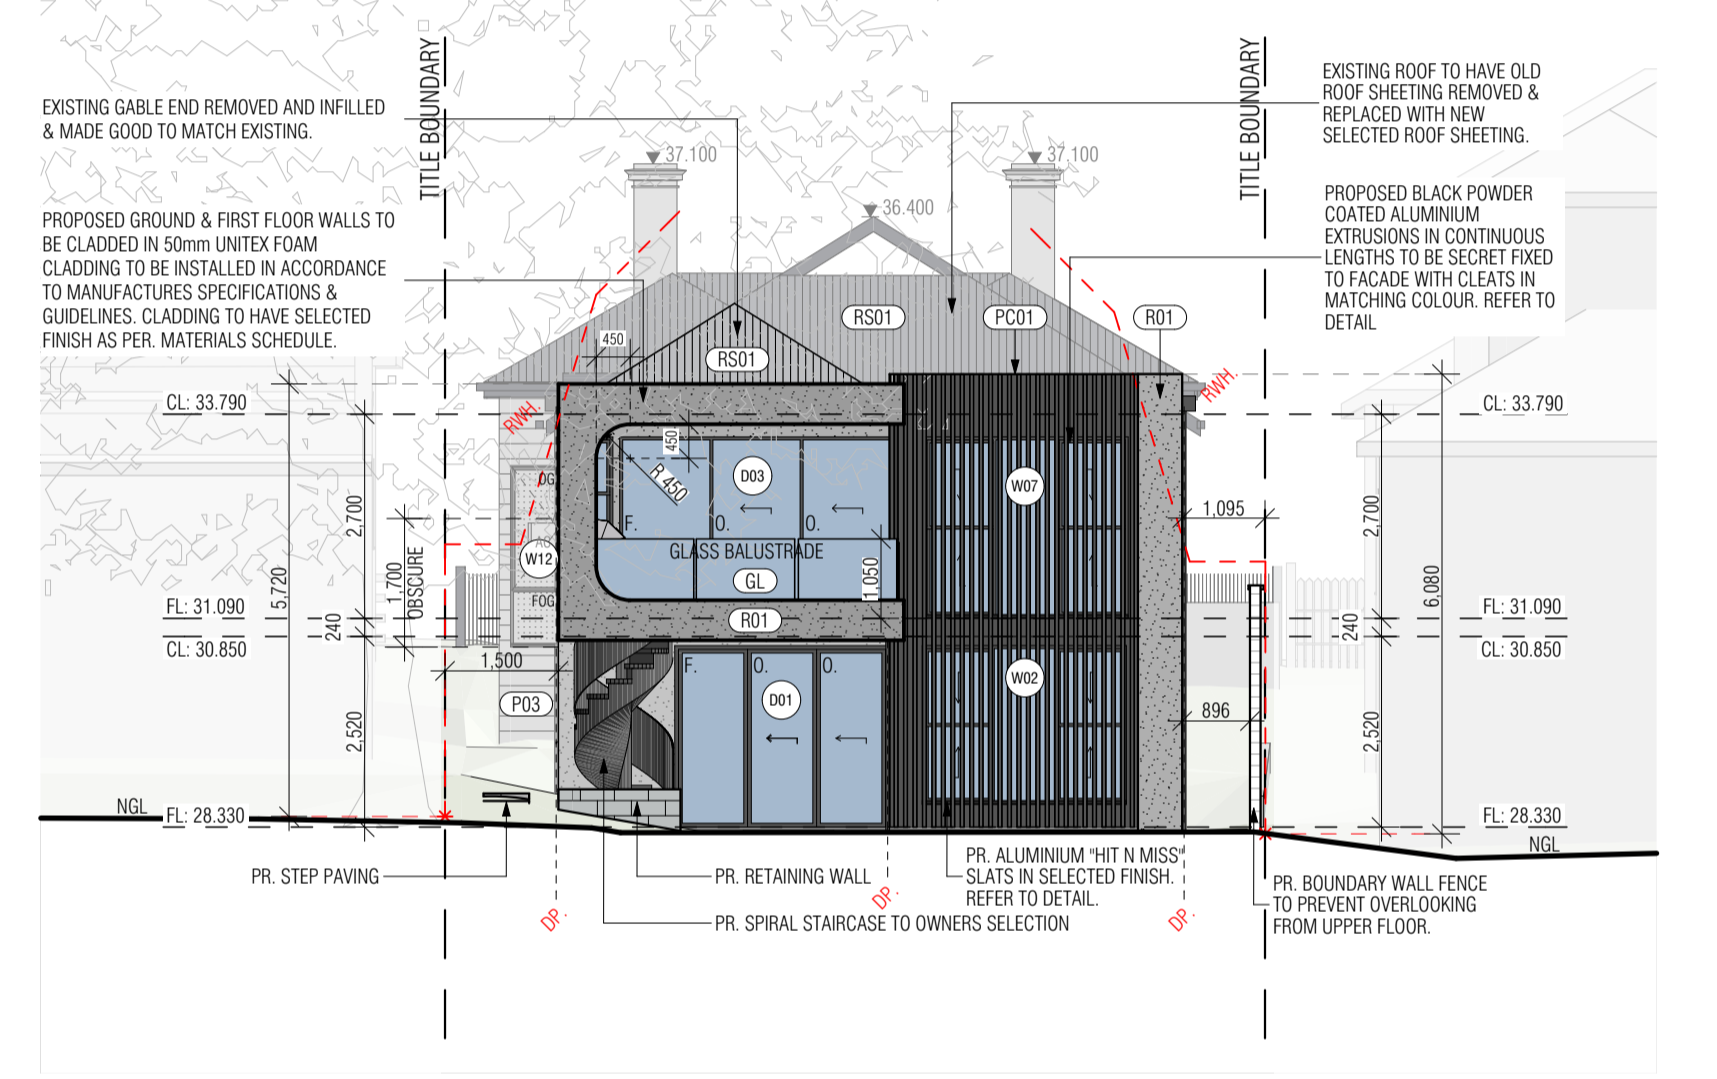 TITLE BOUNDARY
TITLE BOUNDARY
EXISTING GABLE END REMOVED AND INFILLED
& MADE GOOD TO MATCH EXISTING.
EXISTING ROOF TO HAVE OLD
ROOF SHEETING REMOVED &
REPLACED WITH NEW
SELECTED ROOF SHEETING.
37.100
37.100
36.400
PROPOSED GROUND & FIRST FLOOR WALLS TO
BE CLADDED IN 50mm UNITEX FOAM
CLADDING TO BE INSTALLED IN ACCORDANCE
TO MANUFACTURES SPECIFICATIONS &
GUIDELINES. CLADDING TO HAVE SELECTED
FINISH AS PER. MATERIALS SCHEDULE.
PROPOSED BLACK POWDER
COATED ALUMINIUM
EXTRUSIONS IN CONTINUOUS
LENGTHS TO BE SECRET FIXED
TO FACADE WITH CLEATS IN
MATCHING COLOUR. REFER TO
DETAIL
RS01
PC01
R01
450
RS01
RWH.
RWH.
CL: 33.790
CL: 33.790
450
R 450
D03
W07
OG
AG
W12
FOG
F.
O.
O.
GLASS BALUSTRADE
GL
1,050
R01
2,700
5,720
1,700
OBSCURE
240
FL: 31.090
CL: 30.850
1,095
2,700
6,080
240
FL: 31.090
CL: 30.850
1,500
P03
F.
O.
O.
D01
W02
896
2,520
2,520
NGL
FL: 28.330
FL: 28.330
NGL
PR. STEP PAVING
PR. RETAINING WALL
PR. SPIRAL STAIRCASE TO OWNERS SELECTION
PR. ALUMINIUM "HIT N MISS"
SLATS IN SELECTED FINISH.
REFER TO DETAIL.
PR. BOUNDARY WALL FENCE
TO PREVENT OVERLOOKING
FROM UPPER FLOOR.
DP.
DP.
DP.